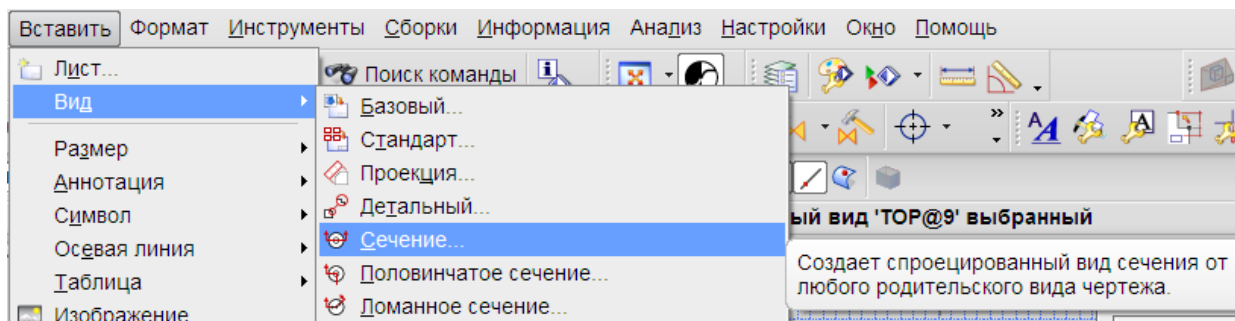 Вставить Формат Инструменты Сборки Информация Анализ Настройки Окно Помощь
Лист...
Поиск команды
Вид
Базовый...
Стандарт...
Размер
Проекция...
Аннотация
Детальный...
Символ
ый вид 'TOP@9' выбранный
Сечение...
Осевая линия
Половинчатое сечение...
Создает спроецированный вид сечения от
любого родительского вида чертежа.
Таблица
Ломанное сечение...
Изображение